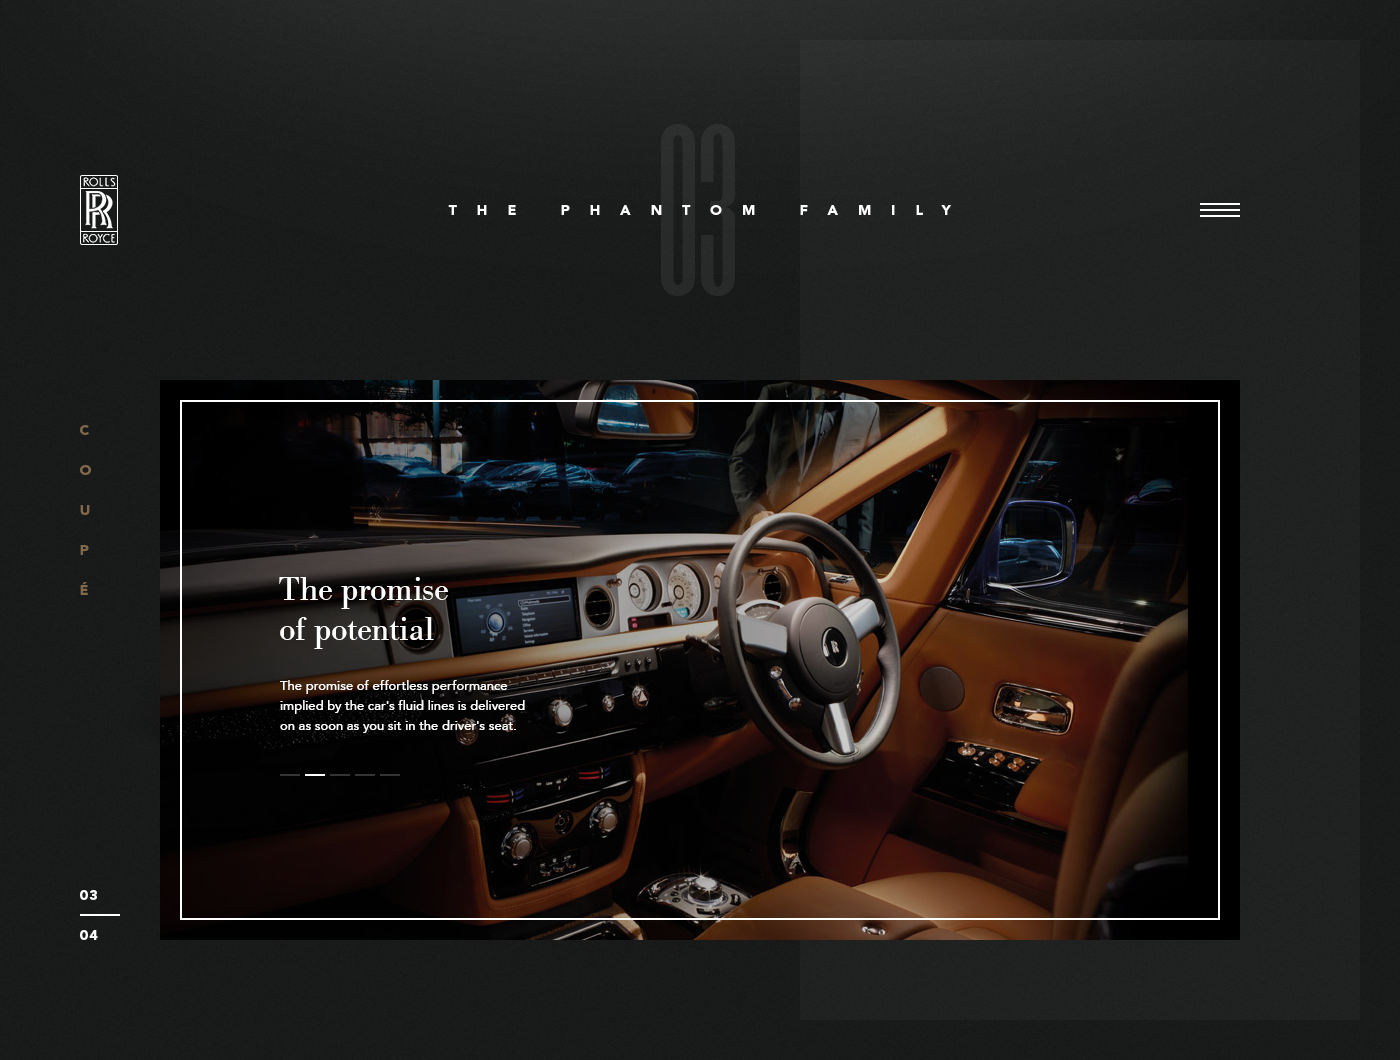 03
ROLLS
RR
ROYCE
THE PHANTOM FAMILY
COUPÉ
The promise
of potential
The promise of effortless performance
implied by the car's fluid lines is delivered
on as soon as you sit in the driver's seat.
03
04